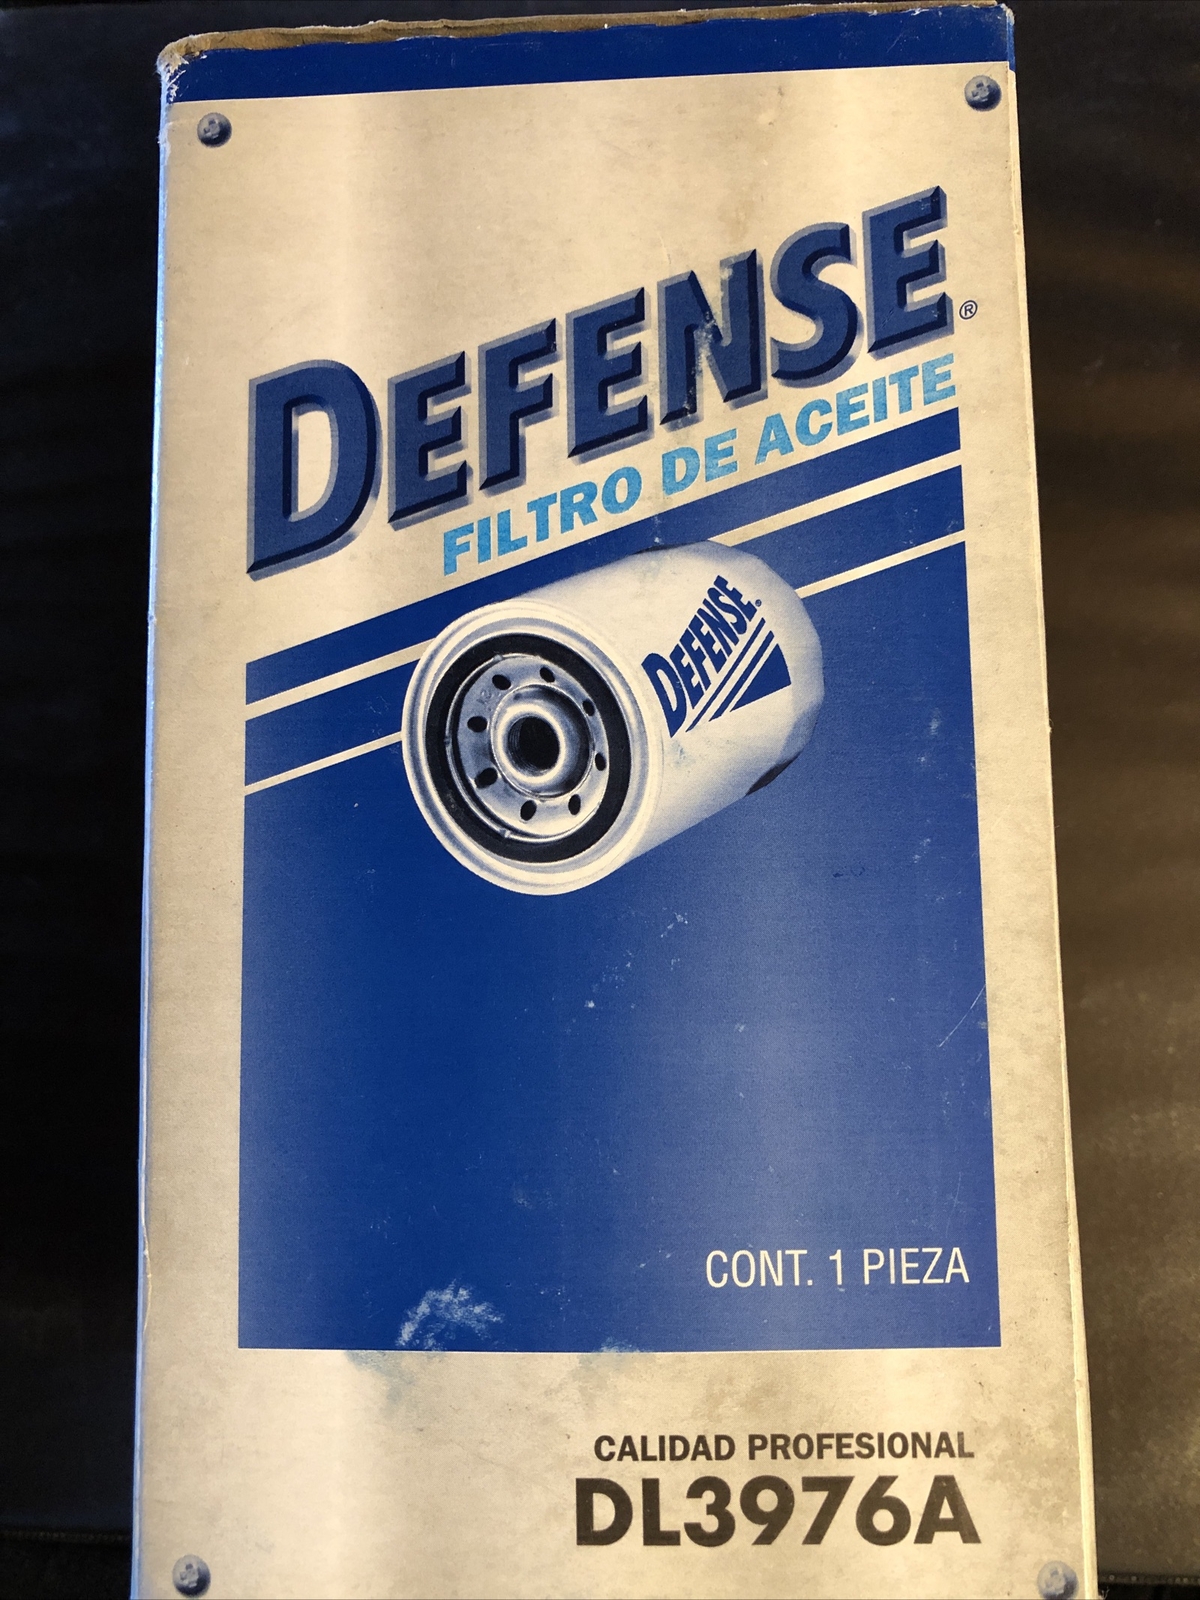 DEFENSE®
FILTRO DE ACEITE
DEFENSE®
CONT. 1 PIEZA
CALIDAD PROFESIONAL
DL3976A